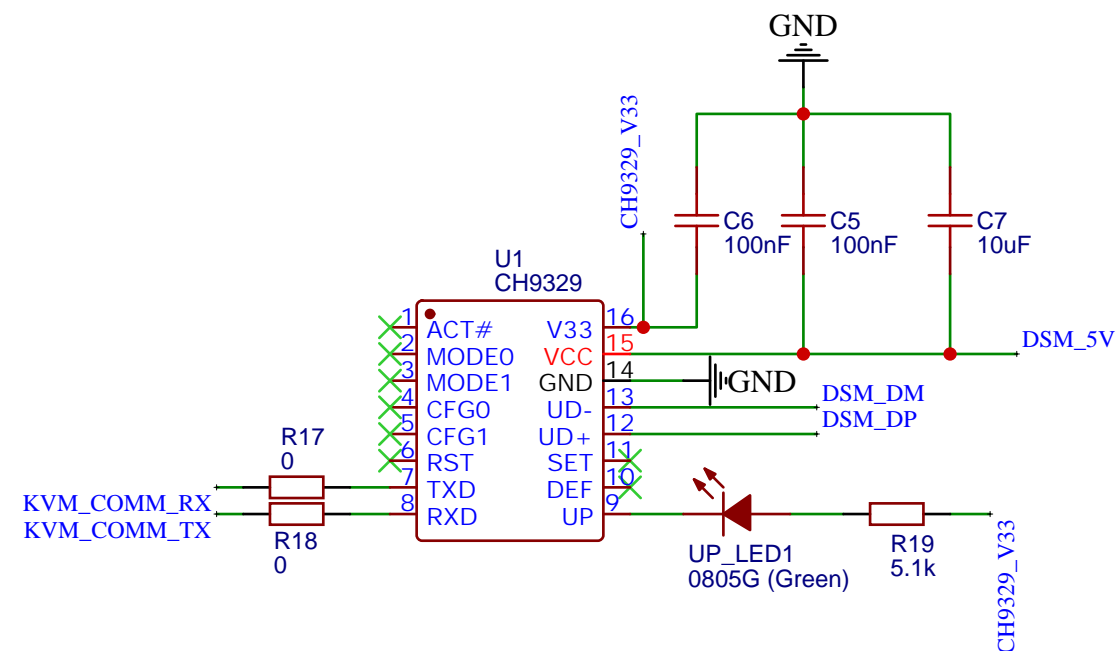 GND
CH9329_V33
C6
100nF
C5
100nF
C7
10uF
U1
CH9329
1 ACT# V33 16
2 MODE0 VCC 15
DSM_5V
3 MODE1 GND 14
GND
4 CFG0 UD- 13
DSM_DM
5 CFG1 UD+ 12
DSM_DP
6 RST SET 11
7 TXD DEF 10
8 RXD UP 9
R17
0
KVM_COMM_RX
KVM_COMM_TX
R18
0
UP_LED1
0805G (Green)
R19
5.1k
CH9329_V33